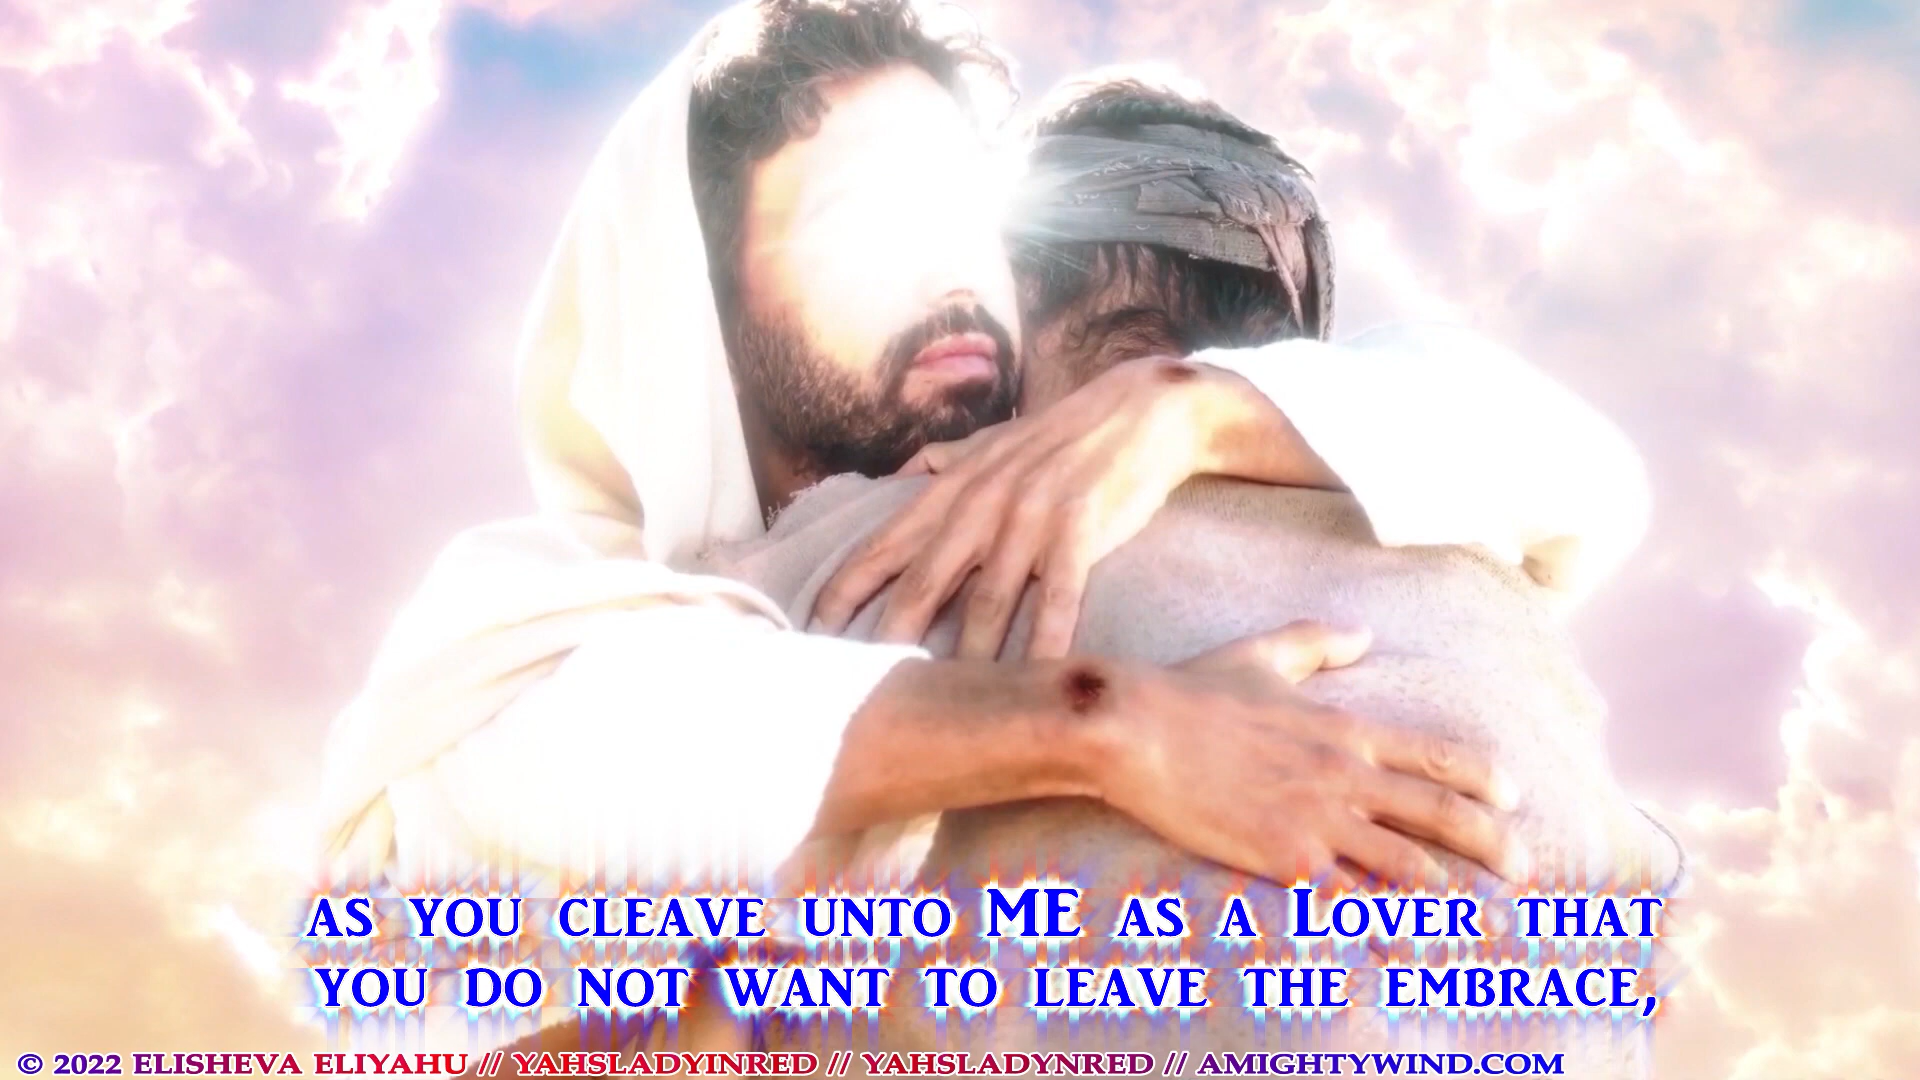 AS YOU CLEAVE UNTO ME AS A LOVER THAT
YOU DO NOT WANT TO LEAVE THE EMBRACE,
© 2022 ELISHEVA ELIYAHU // YAHSLADYINRED // YAHSLADYNRED // AMIGHTYWIND.COM